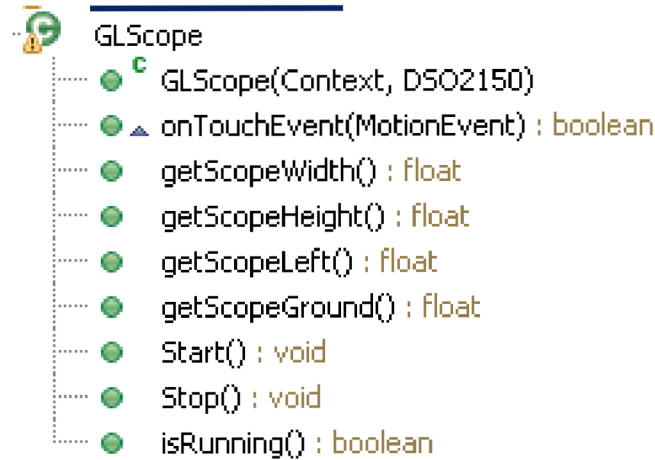 GLScope
C GLScope(Context, DSO2150)
onTouchEvent(MotionEvent) : boolean
getScopeWidth() : float
getScopeHeight() : float
getScopeLeft() : float
getScopeGround() : float
Start() : void
Stop() : void
isRunning() : boolean